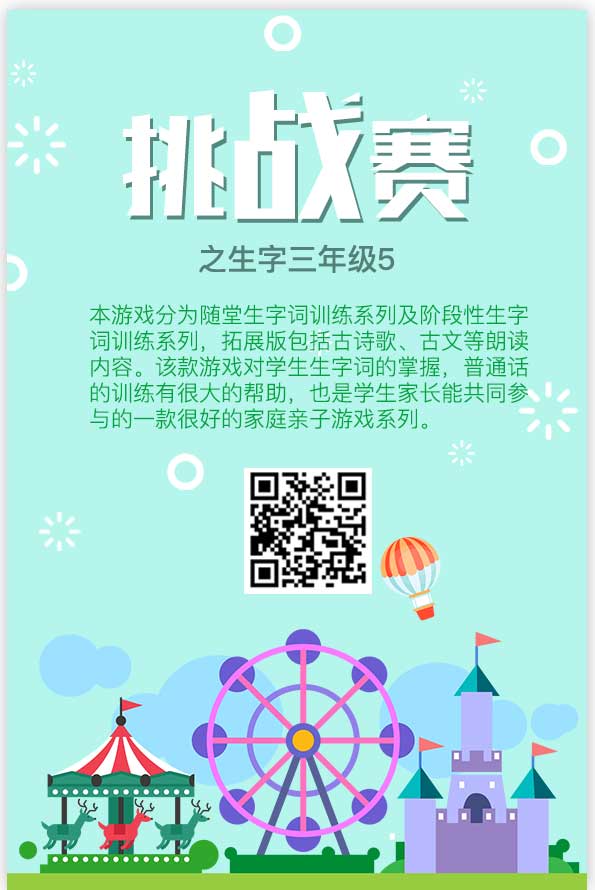 挑战赛
之生字三年级5
本游戏分为随堂生字词训练系列及阶段性生字
词训练系列，拓展版包括古诗歌、古文等朗读
内容。该款游戏对学生生字词的掌握，普通话
的训练有很大的帮助，也是学生家长能共同参
与的一款很好的家庭亲子游戏系列。